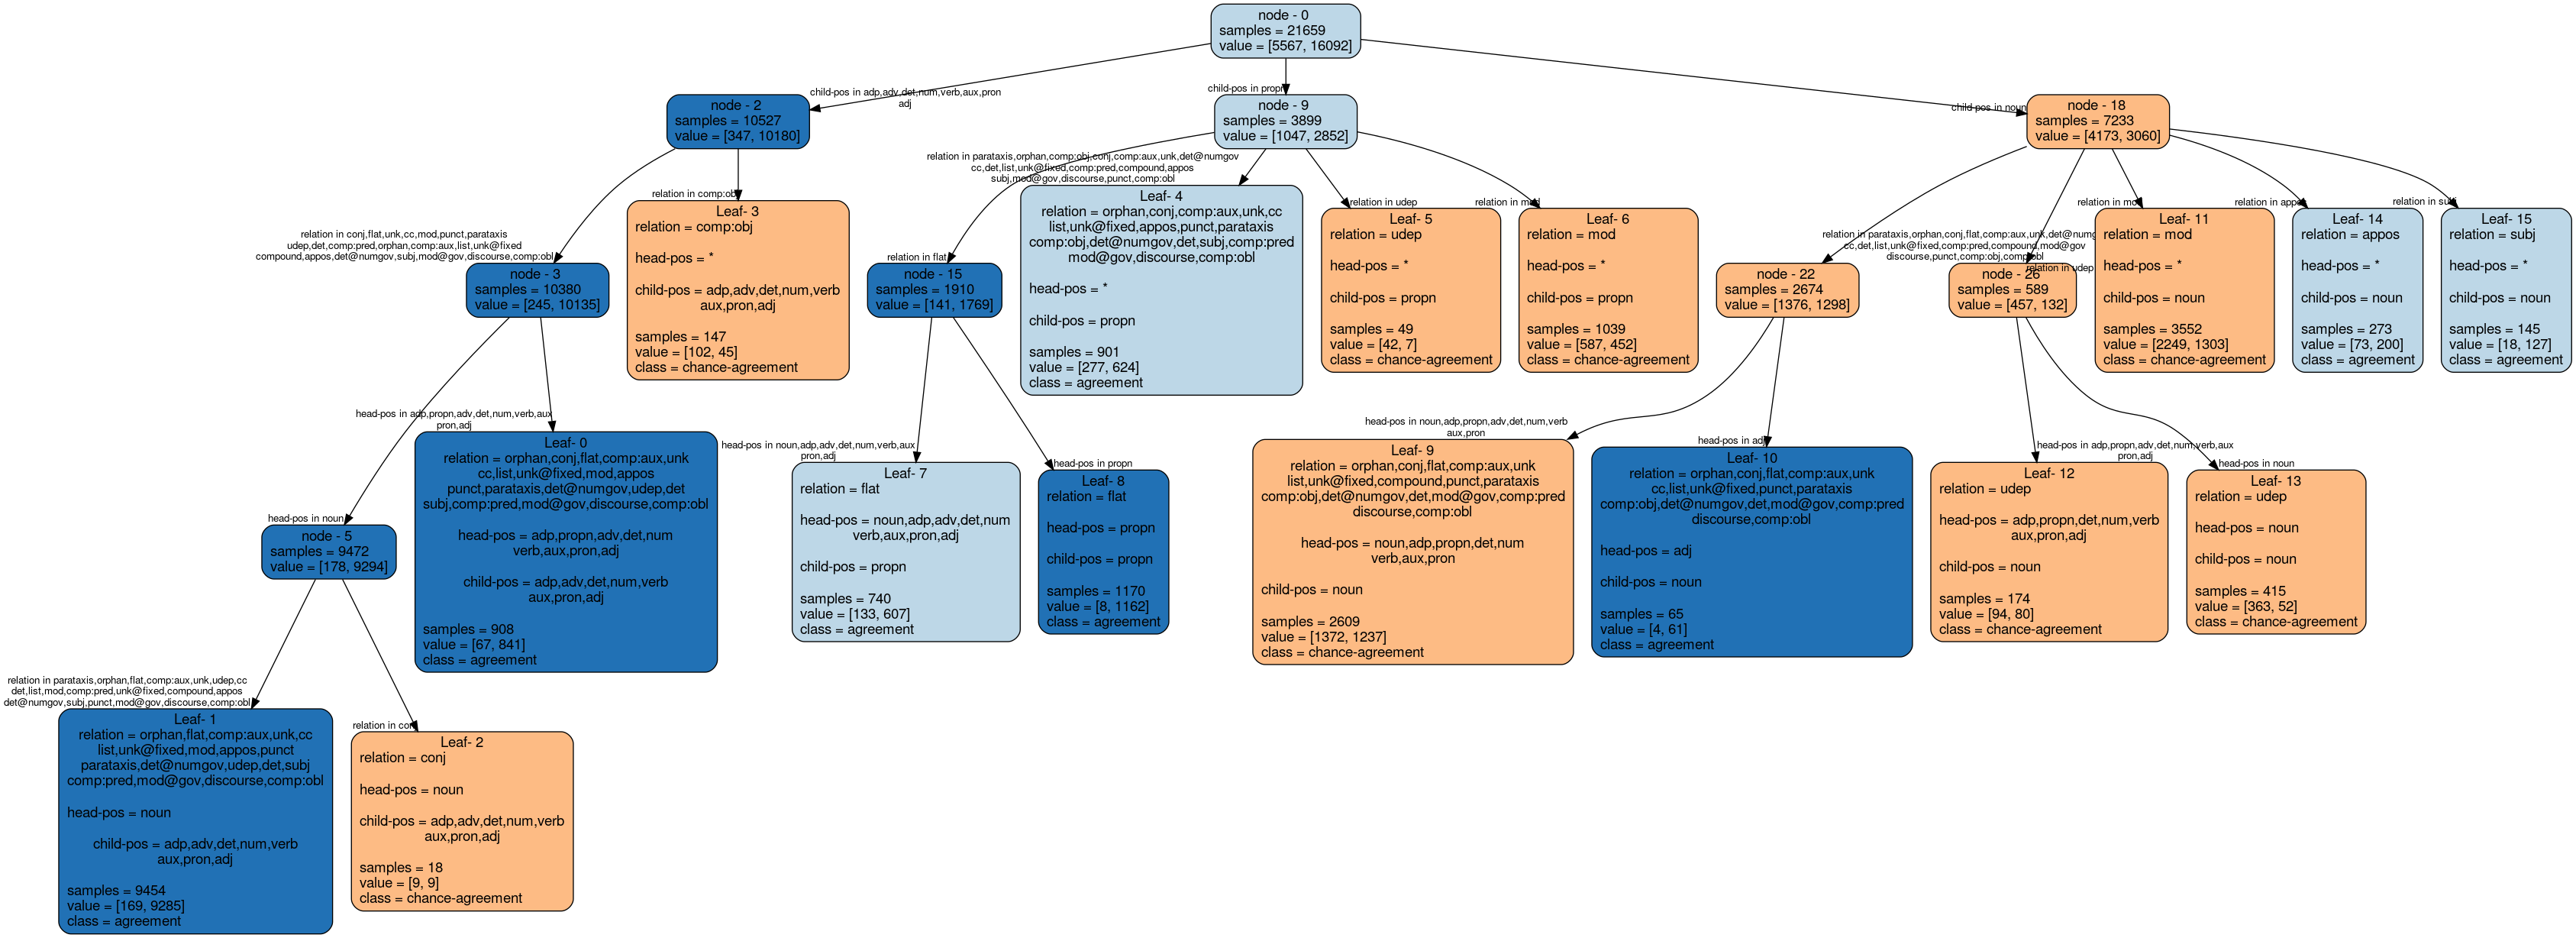 node - 0
samples = 21659
value = [5567, 16092]
child-pos in adp,adv,det,num,verb,aux,pron
adj
child-pos in propn
child-pos in noun
node - 2
samples = 10527
value = [347, 10180]
node - 9
samples = 3899
value = [1047, 2852]
node - 18
samples = 7233
value = [4173, 3060]
relation in conj,flat,unk,cc,mod,punct,parataxis
udep,det,comp:pred,orphan,comp:aux,list,unk@fixed
compound,appos,det@numgov,subj,mod@gov,discourse,comp:obl
relation in comp:obj
relation in parataxis,orphan,comp:obj,conj,comp:aux,unk,det@numgov
cc,det,list,unk@fixed,comp:pred,compound,appos
subj,mod@gov,discourse,punct,comp:obl
relation in flat
relation in udep
relation in mod
relation in parataxis,orphan,conj,flat,comp:aux,unk,det@numgov
cc,det,list,unk@fixed,comp:pred,compound,mod@gov
discourse,punct,comp:obj,comp:obl
relation in udep
relation in mod
relation in appos
relation in subj
node - 3
samples = 10380
value = [245, 10135]
Leaf- 3
relation = comp:obj
head-pos = *
child-pos = adp,adv,det,num,verb
aux,pron,adj
samples = 147
value = [102, 45]
class = chance-agreement
node - 15
samples = 1910
value = [141, 1769]
Leaf- 4
relation = orphan,conj,comp:aux,unk,cc
list,unk@fixed,appos,punct,parataxis
comp:obj,det@numgov,det,subj,comp:pred
mod@gov,discourse,comp:obl
head-pos = *
child-pos = propn
samples = 901
value = [277, 624]
class = agreement
Leaf- 5
relation = udep
head-pos = *
child-pos = propn
samples = 49
value = [42, 7]
class = chance-agreement
Leaf- 6
relation = mod
head-pos = *
child-pos = propn
samples = 1039
value = [587, 452]
class = chance-agreement
node - 22
samples = 2674
value = [1376, 1298]
node - 26
samples = 589
value = [457, 132]
Leaf- 11
relation = mod
head-pos = *
child-pos = noun
samples = 3552
value = [2249, 1303]
class = chance-agreement
Leaf- 14
relation = appos
head-pos = *
child-pos = noun
samples = 273
value = [73, 200]
class = agreement
Leaf- 15
relation = subj
head-pos = *
child-pos = noun
samples = 145
value = [18, 127]
class = agreement
head-pos in noun
head-pos in adp,propn,adv,det,num,verb,aux
pron,adj
head-pos in noun,adp,adv,det,num,verb,aux
pron,adj
head-pos in propn
head-pos in noun,adp,propn,adv,det,num,verb
aux,pron
head-pos in adj
head-pos in adp,propn,adv,det,num,verb,aux
pron,adj
head-pos in noun
node - 5
samples = 9472
value = [178, 9294]
Leaf- 0
relation = orphan,conj,flat,comp:aux,unk
cc,list,unk@fixed,mod,appos
punct,parataxis,det@numgov,udep,det
subj,comp:pred,mod@gov,discourse,comp:obl
head-pos = adp,propn,adv,det,num
verb,aux,pron,adj
child-pos = adp,adv,det,num,verb
aux,pron,adj
samples = 908
value = [67, 841]
class = agreement
Leaf- 7
relation = flat
head-pos = noun,adp,adv,det,num
verb,aux,pron,adj
child-pos = propn
samples = 740
value = [133, 607]
class = agreement
Leaf- 8
relation = flat
head-pos = propn
child-pos = propn
samples = 1170
value = [8, 1162]
class = agreement
Leaf- 9
relation = orphan,conj,flat,comp:aux,unk
list,unk@fixed,compound,punct,parataxis
comp:obj,det@numgov,det,mod@gov,comp:pred
discourse,comp:obl
head-pos = noun,adp,propn,det,num
verb,aux,pron
child-pos = noun
samples = 2609
value = [1372, 1237]
class = chance-agreement
Leaf- 10
relation = orphan,conj,flat,comp:aux,unk
cc,list,unk@fixed,punct,parataxis
comp:obj,det@numgov,det,mod@gov,comp:pred
discourse,comp:obl
head-pos = adj
child-pos = noun
samples = 65
value = [4, 61]
class = agreement
Leaf- 12
relation = udep
head-pos = adp,propn,det,num,verb
aux,pron,adj
child-pos = noun
samples = 174
value = [94, 80]
class = chance-agreement
Leaf- 13
relation = udep
head-pos = noun
child-pos = noun
samples = 415
value = [363, 52]
class = chance-agreement
relation in parataxis,orphan,flat,comp:aux,unk,udep,cc
det,list,mod,comp:pred,unk@fixed,compound,appos
det@numgov,subj,punct,mod@gov,discourse,comp:obl
relation in conj
Leaf- 1
relation = orphan,flat,comp:aux,unk,cc
list,unk@fixed,mod,appos,punct
parataxis,det@numgov,udep,det,subj
comp:pred,mod@gov,discourse,comp:obl
head-pos = noun
child-pos = adp,adv,det,num,verb
aux,pron,adj
samples = 9454
value = [169, 9285]
class = agreement
Leaf- 2
relation = conj
head-pos = noun
child-pos = adp,adv,det,num,verb
aux,pron,adj
samples = 18
value = [9, 9]
class = chance-agreement